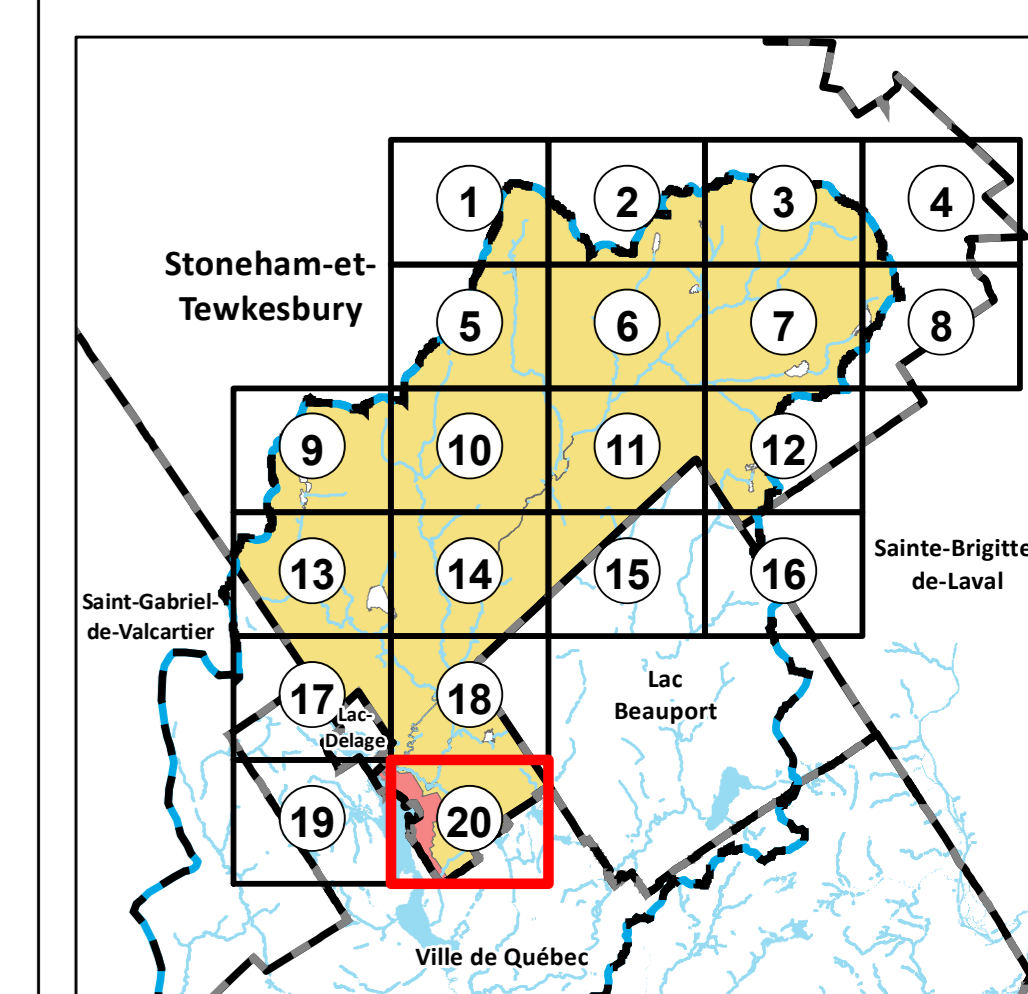 1
2
3
4
Stoneham-et-
Tewkesbury
5
6
7
8
9
10
11
12
13
14
15
16
Sainte-Brigitte
de-Laval
Saint-Gabriel-
de-Valcartier
17
Lac-
Delage
18
Lac
Beauport
19
20
Ville de Québec